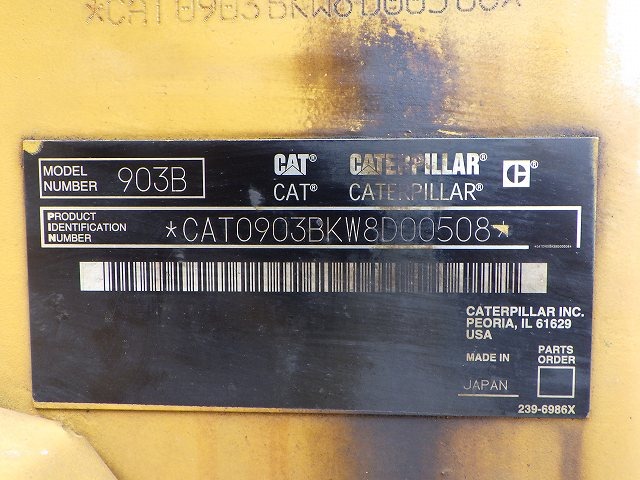 *CAT0903BKW8D00508*
MODEL NUMBER 903B
CAT® CATERPILLAR® C®
CAT® CATERPILLAR®
PRODUCT IDENTIFICATION NUMBER *CAT0903BKW8D00508*
CATERPILLAR INC.
PEORIA, IL 61629
USA
MADE IN
JAPAN
PARTS ORDER
239-6986X